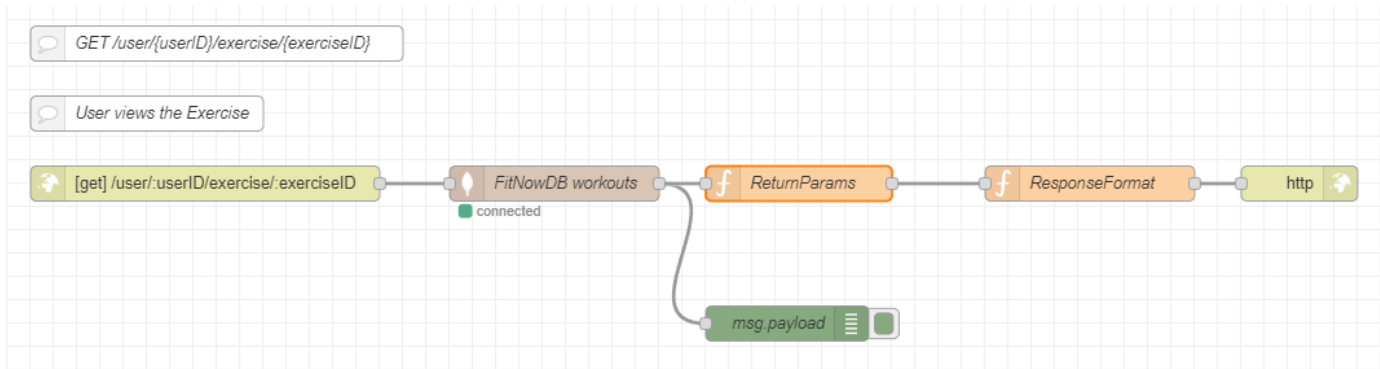 GET /user/{userID}/exercise/{exerciseID}
User views the Exercise
[get] /user/:userID/exercise/:exerciseID
FitNowDB workouts
ReturnParams
ResponseFormat
http
connected
msg.payload